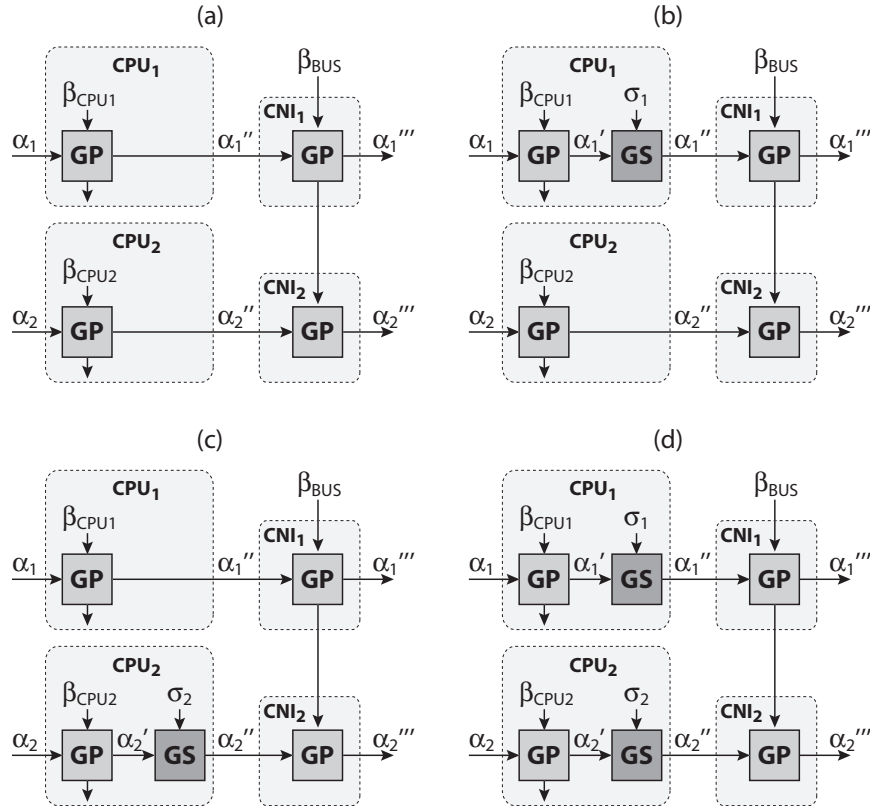 (a)
CPU₁
β_CPU1
β_BUS
CNI₁
α₁
GP
α₁''
GP
α₁'''
CPU₂
β_CPU2
CNI₂
α₂
GP
α₂''
GP
α₂'''
(b)
CPU₁
β_CPU1
σ₁
β_BUS
CNI₁
α₁
GP
α₁'
GS
α₁''
GP
α₁'''
CPU₂
β_CPU2
CNI₂
α₂
GP
α₂''
GP
α₂'''
(c)
CPU₁
β_CPU1
β_BUS
CNI₁
α₁
GP
α₁''
GP
α₁'''
CPU₂
β_CPU2
σ₂
CNI₂
α₂
GP
α₂'
GS
α₂''
GP
α₂'''
(d)
CPU₁
β_CPU1
σ₁
β_BUS
CNI₁
α₁
GP
α₁'
GS
α₁''
GP
α₁'''
CPU₂
β_CPU2
σ₂
CNI₂
α₂
GP
α₂'
GS
α₂''
GP
α₂'''